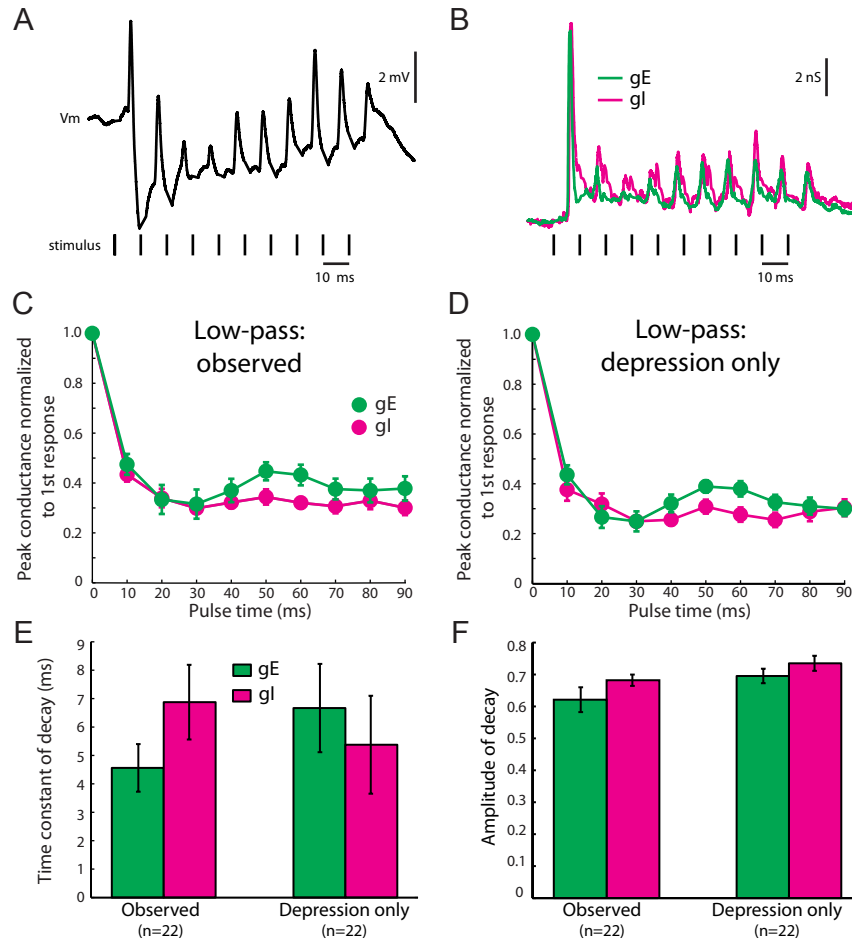 A
2 mV
Vm
stimulus
10 ms
B
gE
gI
2 nS
10 ms
C
Low-pass:
observed
gE
gI
Peak conductance normalized
to 1st response
1.0
0.8
0.6
0.4
0.2
0
0 10 20 30 40 50 60 70 80 90
Pulse time (ms)
D
Low-pass:
depression only
Peak conductance normalized
to 1st response
1.0
0.8
0.6
0.4
0.2
0
0 10 20 30 40 50 60 70 80 90
Pulse time (ms)
E
gE
gI
Time constant of decay (ms)
9
8
7
6
5
4
3
2
1
0
Observed
(n=22)
Depression only
(n=22)
F
Amplitude of decay
0.8
0.7
0.6
0.5
0.4
0.3
0.2
0.1
0
Observed
(n=22)
Depression only
(n=22)